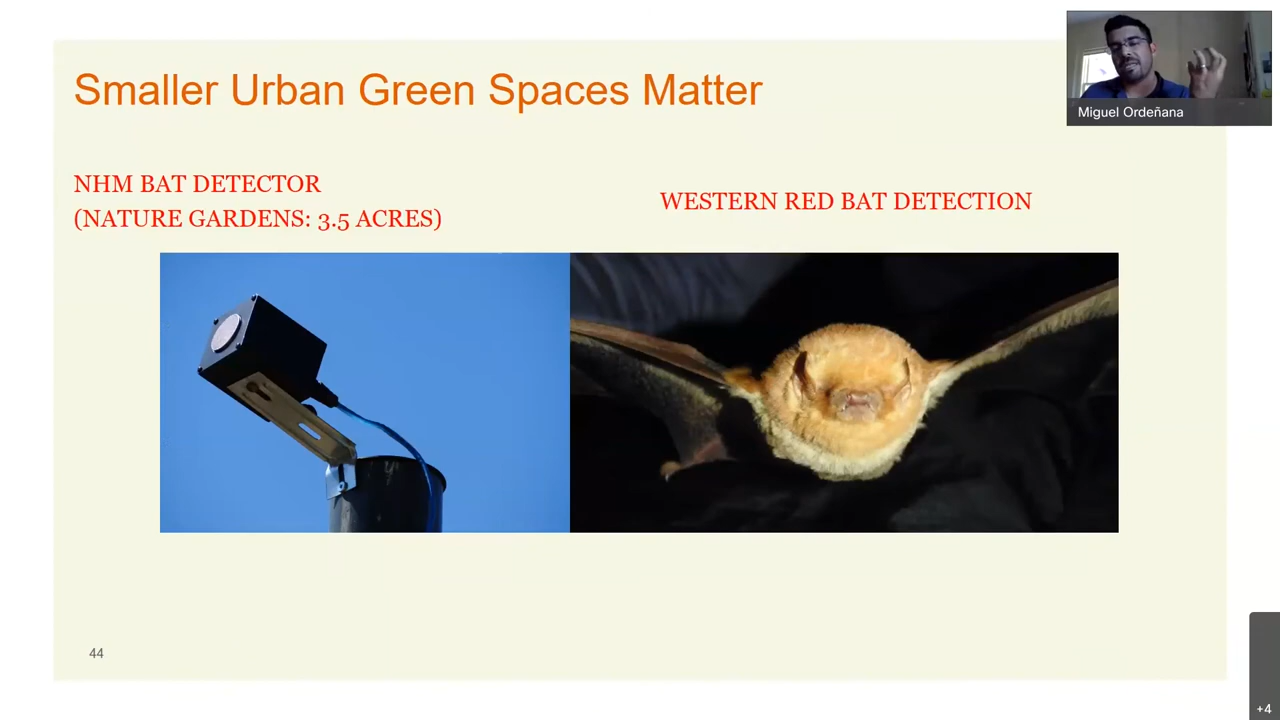 Smaller Urban Green Spaces Matter
Miguel Ordeñana
NHM BAT DETECTOR
(NATURE GARDENS: 3.5 ACRES)
WESTERN RED BAT DETECTION
44
+4